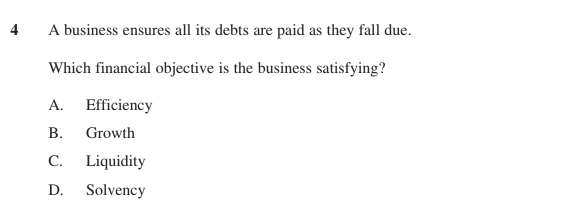 4 A business ensures all its debts are paid as they fall due.
Which financial objective is the business satisfying?
A. Efficiency
B. Growth
C. Liquidity
D. Solvency